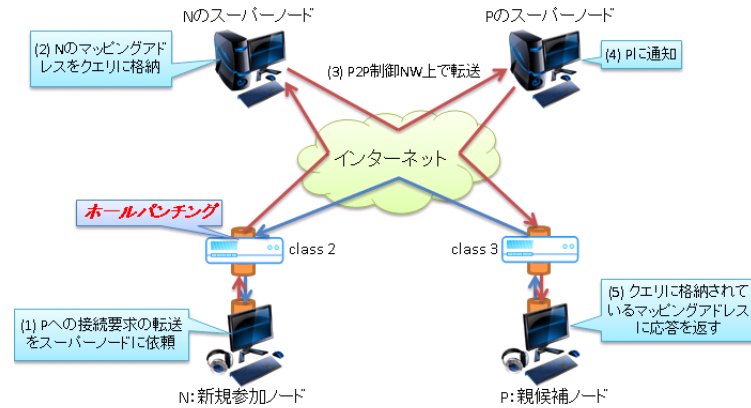 Nのスーパーノード
Pのスーパーノード
(2) Nのマッピングアド
レスをクエリに格納
(3) P2P制御NW上で転送
(4) Pに通知
インターネット
ホールパンチング
class 2
class 3
(1) Pへの接続要求の転送
をスーパーノードに依頼
(5) クエリに格納されて
いるマッピングアドレス
に応答を返す
N：新規参加ノード
P：親候補ノード